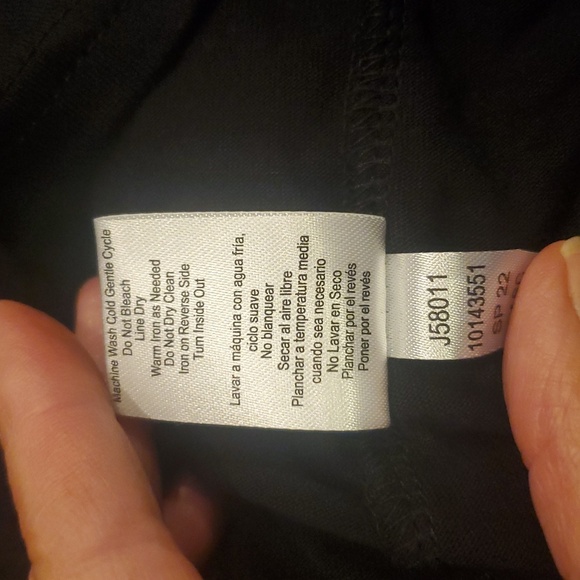 Machine Wash Cold Gentle Cycle
Do Not Bleach
Line Dry
Warm Iron as Needed
Do Not Dry Clean
Iron on Reverse Side
Turn Inside Out
Lavar a máquina con agua fría,
ciclo suave
No blanquear
Secar al aire libre
Planchar a temperatura media
cuando sea necesario
No Lavar en Seco
Planchar por el revés
Poner por el revés
J58011
10143551
SP 22